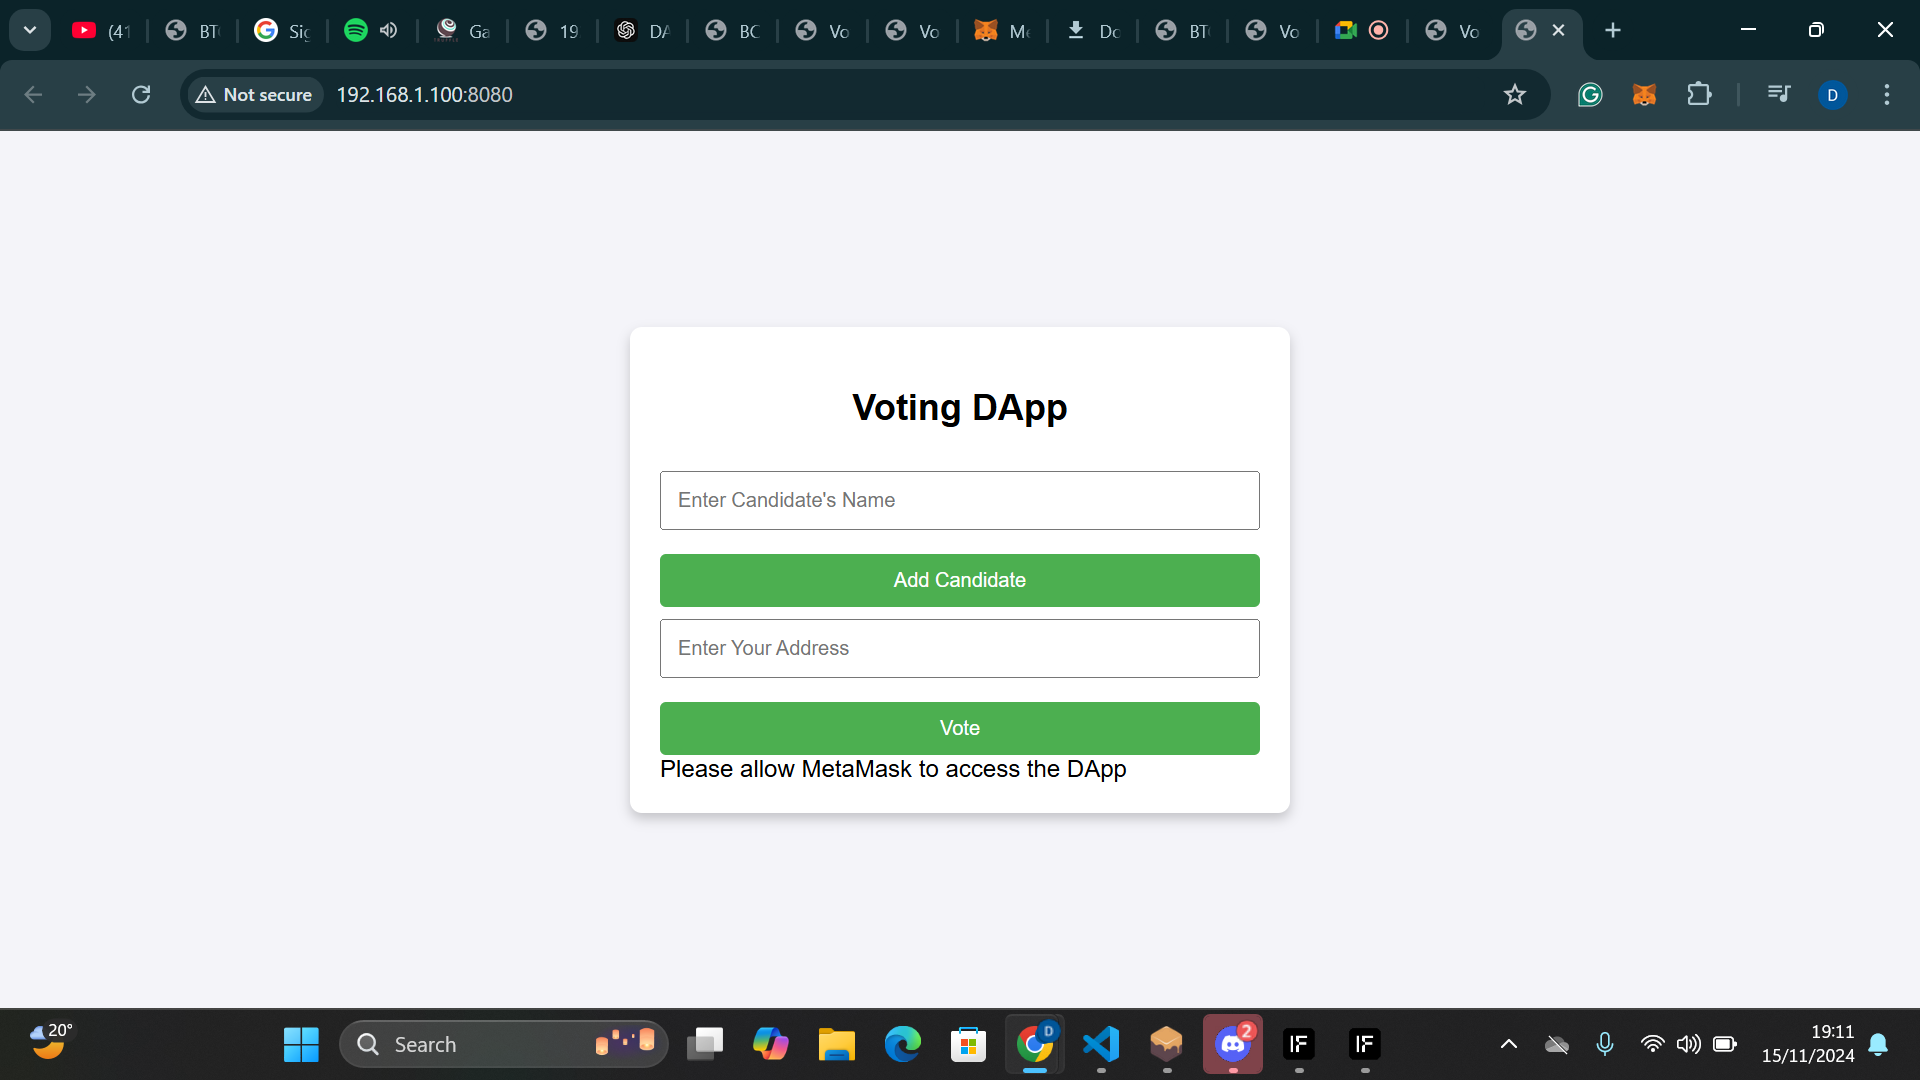 (41
BT
Sig
Ga
19
DA
BC
Vo
Vo
Me
Do
BT
Vo
Vo
Not secure
192.168.1.100:8080
D
Voting DApp
Enter Candidate's Name
Add Candidate
Enter Your Address
Vote
Please allow MetaMask to access the DApp
20°
Search
D
2
IF
IF
19:11
15/11/2024